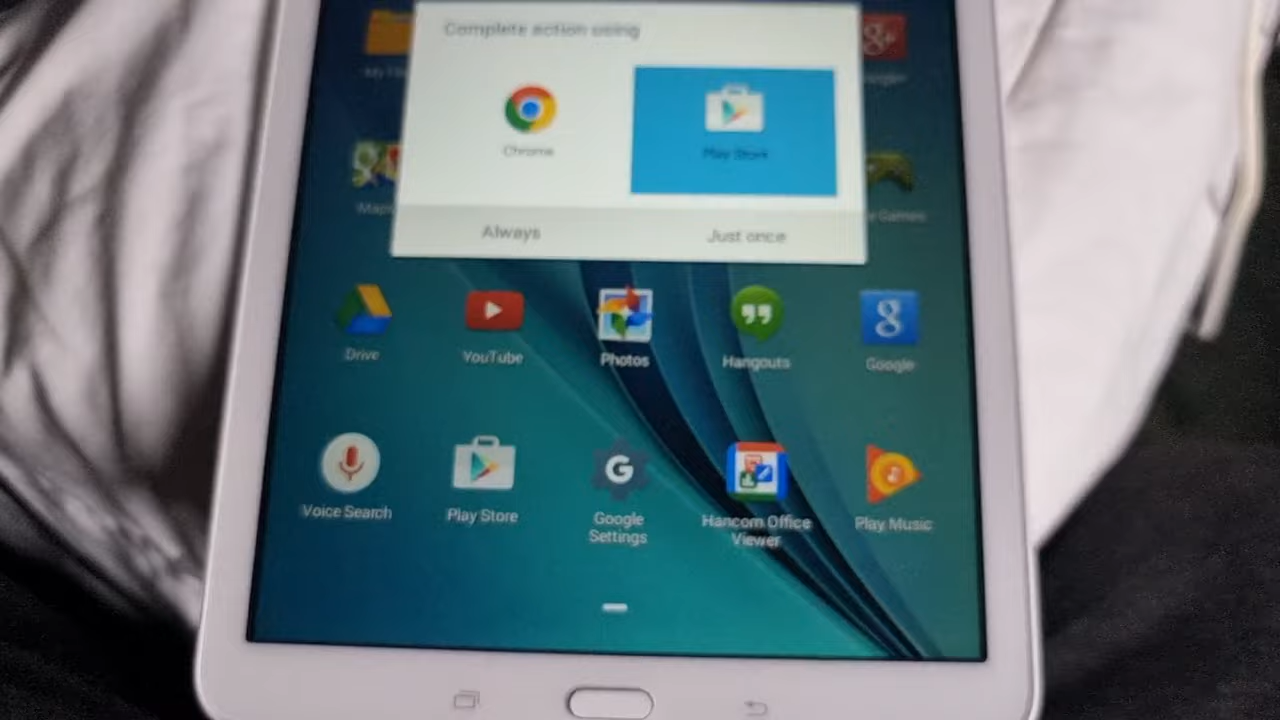 Complete action using
Chrome
Play Store
Always
Just once
Maps
Drive
YouTube
Photos
Hangouts
Google
Voice Search
Play Store
Google
Settings
Hancom Office
Viewer
Play Music